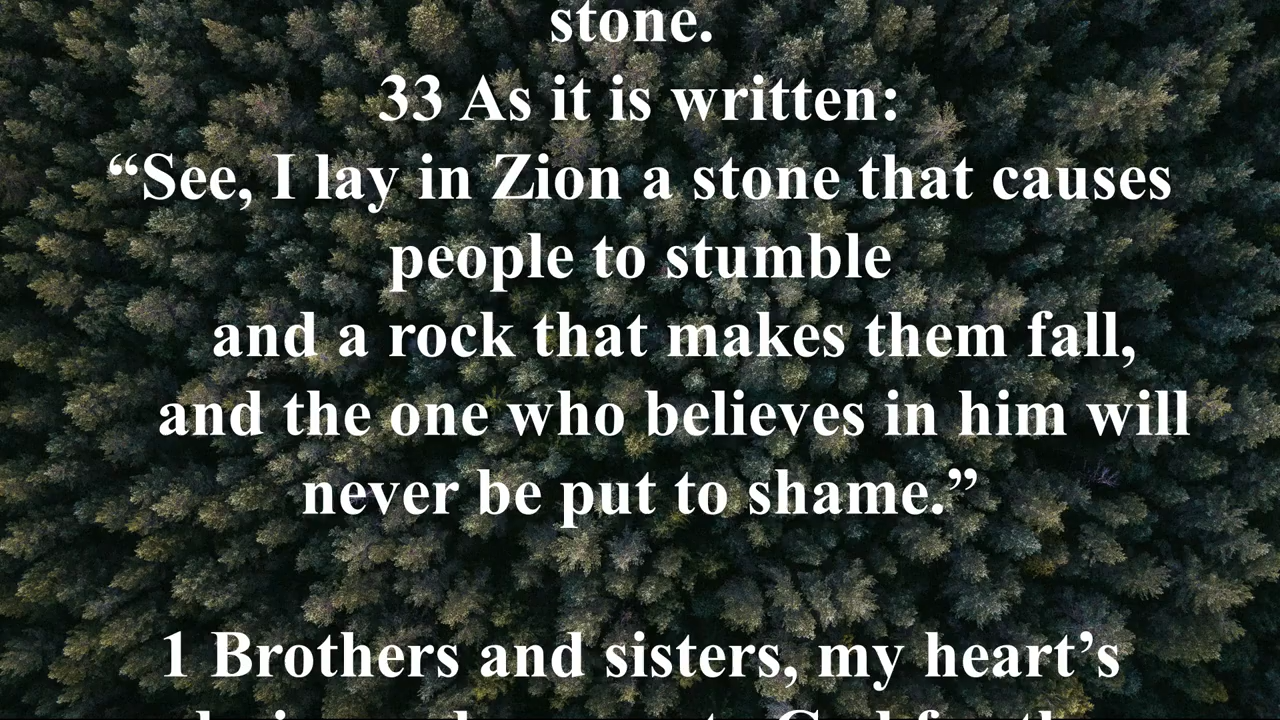 stone.
33 As it is written:
“See, I lay in Zion a stone that causes
people to stumble
and a rock that makes them fall,
and the one who believes in him will
never be put to shame.”
1 Brothers and sisters, my heart’s